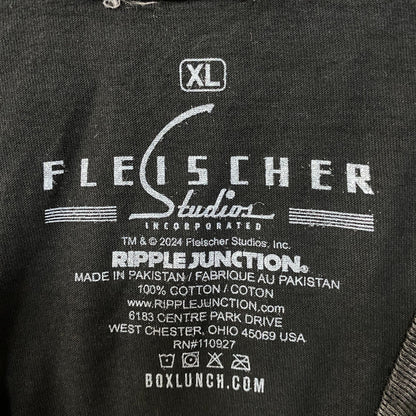 XL
FLEISCHER
Studios
INCORPORATED
TM & © 2024 Fleischer Studios, Inc.
RIPPLE JUNCTION®
MADE IN PAKISTAN / FABRIQUE AU PAKISTAN
100% COTTON / COTON
www.RIPPLEJUNCTION.com
6183 CENTRE PARK DRIVE
WEST CHESTER, OHIO 45069 USA
RN#110927
BOXLUNCH.COM